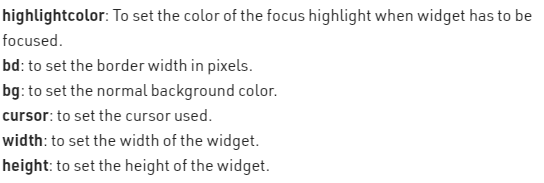 highlightcolor: To set the color of the focus highlight when widget has to be
focused.
bd: to set the border width in pixels.
bg: to set the normal background color.
cursor: to set the cursor used.
width: to set the width of the widget.
height: to set the height of the widget.